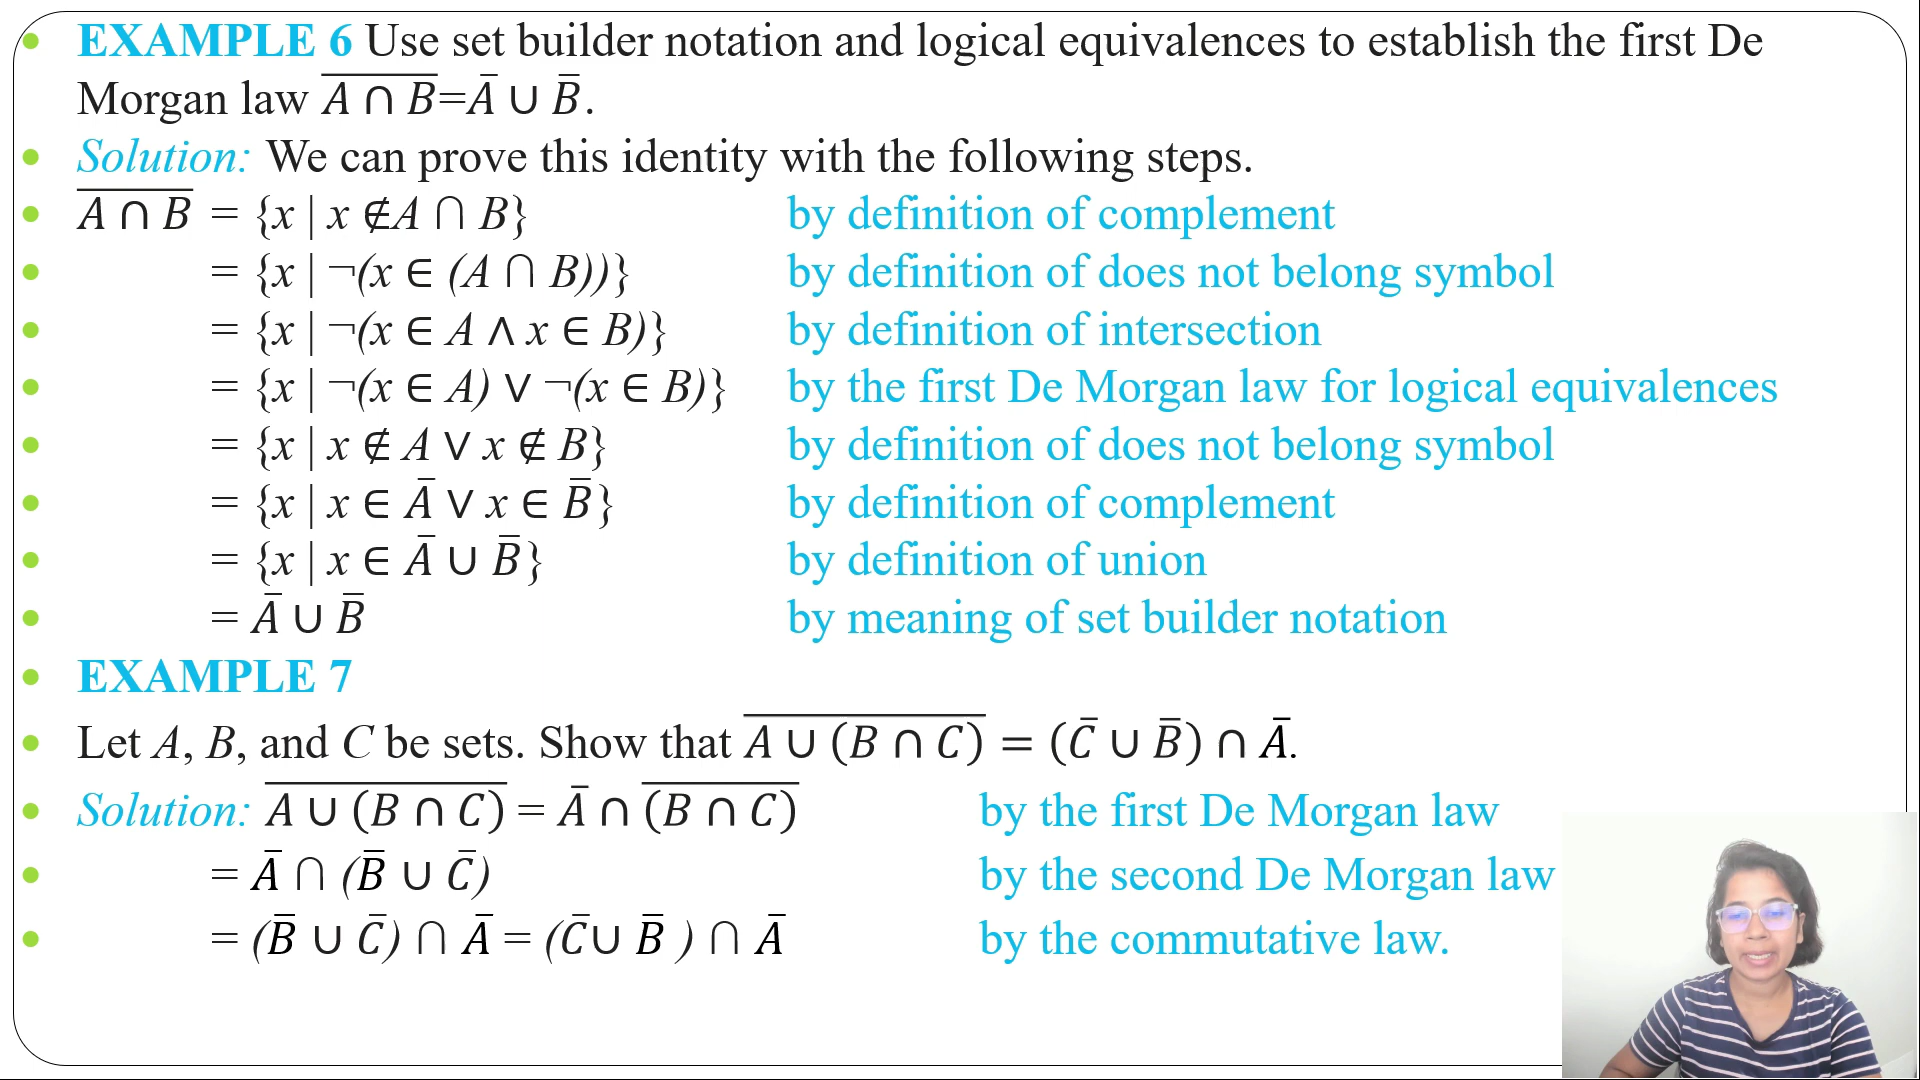 EXAMPLE 6 Use set builder notation and logical equivalences to establish the first De
Morgan law A̅ ̅∩̅ ̅B̅=A̅ ∪ B̅.
Solution: We can prove this identity with the following steps.
A̅ ̅∩̅ ̅B̅ = {x | x ∉A ∩ B} by definition of complement
= {x | ¬(x ∈ (A ∩ B))} by definition of does not belong symbol
= {x | ¬(x ∈ A ∧ x ∈ B)} by definition of intersection
= {x | ¬(x ∈ A) ∨ ¬(x ∈ B)} by the first De Morgan law for logical equivalences
= {x | x ∉ A ∨ x ∉ B} by definition of does not belong symbol
= {x | x ∈ A̅ ∨ x ∈ B̅} by definition of complement
= {x | x ∈ A̅ ∪ B̅} by definition of union
= A̅ ∪ B̅ by meaning of set builder notation
EXAMPLE 7
Let A, B, and C be sets. Show that A̅ ̅∪̅ ̅(̅B̅ ̅∩̅ ̅C̅)̅ = (C̅ ∪ B̅) ∩ A̅.
Solution: A̅ ̅∪̅ ̅(̅B̅ ̅∩̅ ̅C̅)̅ = A̅ ∩ (̅B̅ ̅∩̅ ̅C̅)̅ by the first De Morgan law
= A̅ ∩ (B̅ ∪ C̅) by the second De Morgan law
= (B̅ ∪ C̅) ∩ A̅ = (C̅∪ B̅ ) ∩ A̅ by the commutative law.